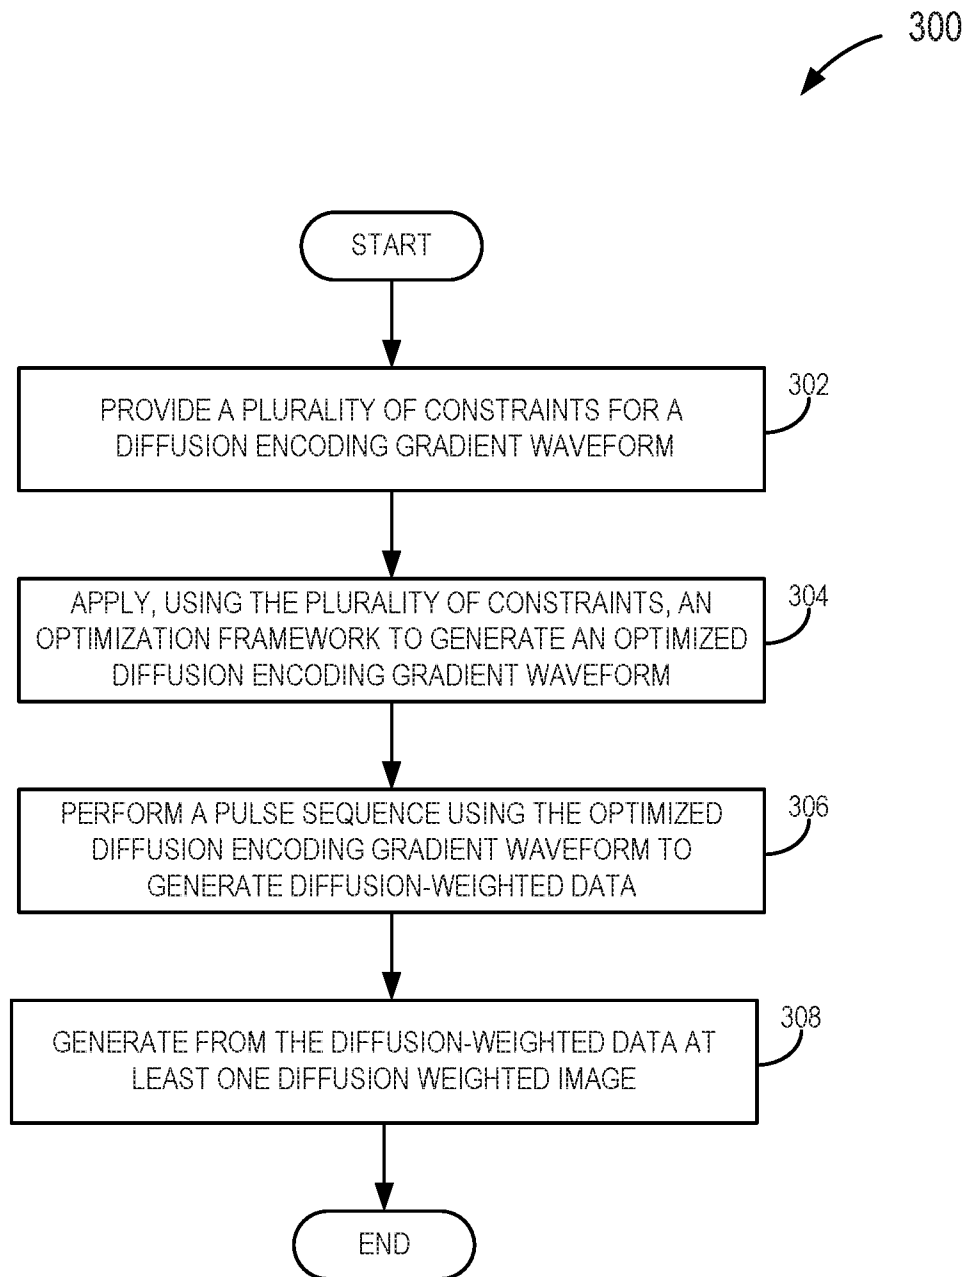 300
START
PROVIDE A PLURALITY OF CONSTRAINTS FOR A
DIFFUSION ENCODING GRADIENT WAVEFORM
302
APPLY, USING THE PLURALITY OF CONSTRAINTS, AN
OPTIMIZATION FRAMEWORK TO GENERATE AN OPTIMIZED
DIFFUSION ENCODING GRADIENT WAVEFORM
304
PERFORM A PULSE SEQUENCE USING THE OPTIMIZED
DIFFUSION ENCODING GRADIENT WAVEFORM TO
GENERATE DIFFUSION-WEIGHTED DATA
306
GENERATE FROM THE DIFFUSION-WEIGHTED DATA AT
LEAST ONE DIFFUSION WEIGHTED IMAGE
308
END